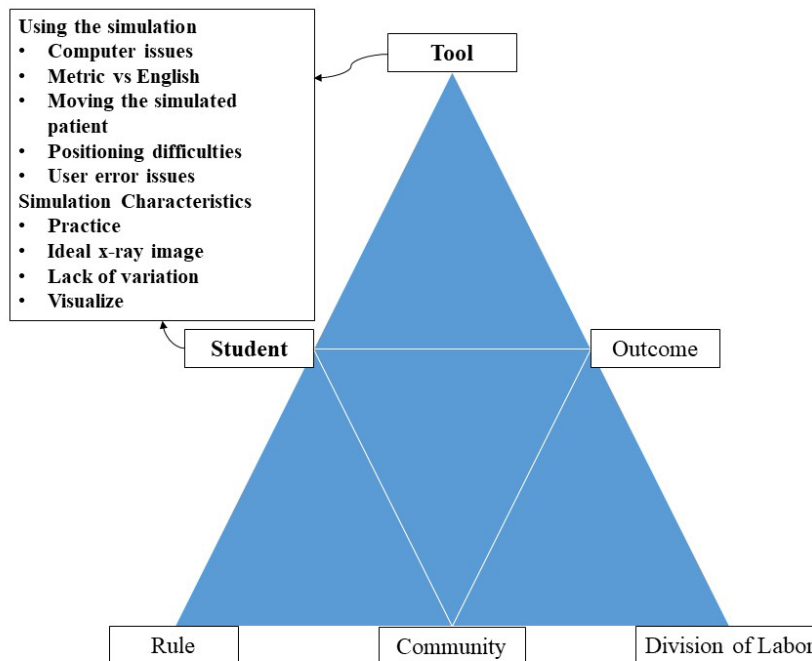 Using the simulation
• Computer issues
• Metric vs English
• Moving the simulated
patient
• Positioning difficulties
• User error issues
Simulation Characteristics
• Practice
• Ideal x-ray image
• Lack of variation
• Visualize
Tool
Student
Outcome
Rule
Community
Division of Labor